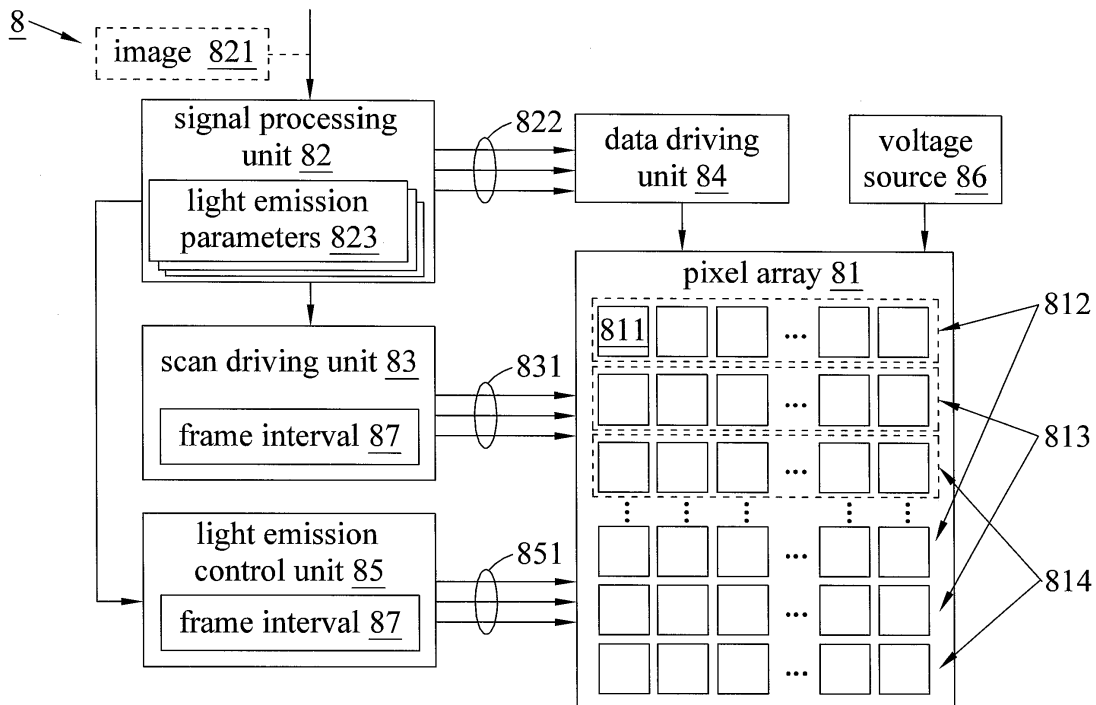 8
image 821
signal processing
unit 82
light emission
parameters 823
822
data driving
unit 84
voltage
source 86
pixel array 81
811
...
812
scan driving unit 83
frame interval 87
831
...
813
...
light emission
control unit 85
frame interval 87
851
...
814
...
...